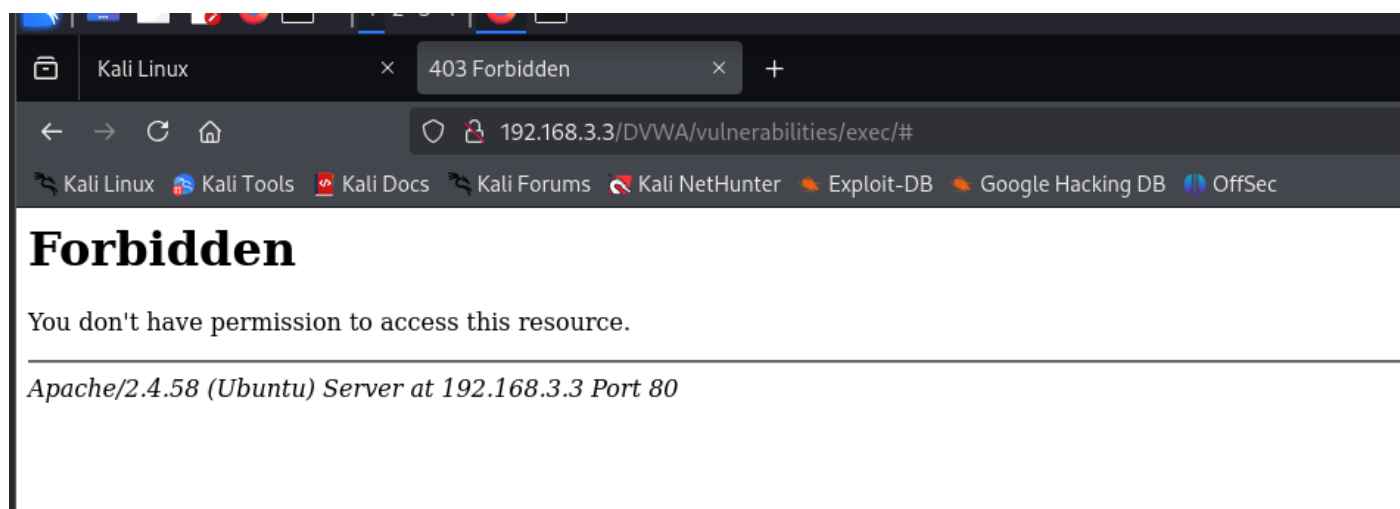 Kali Linux
403 Forbidden
192.168.3.3/DVWA/vulnerabilities/exec/#
Kali Linux Kali Tools Kali Docs Kali Forums Kali NetHunter Exploit-DB Google Hacking DB OffSec
Forbidden
You don't have permission to access this resource.
Apache/2.4.58 (Ubuntu) Server at 192.168.3.3 Port 80